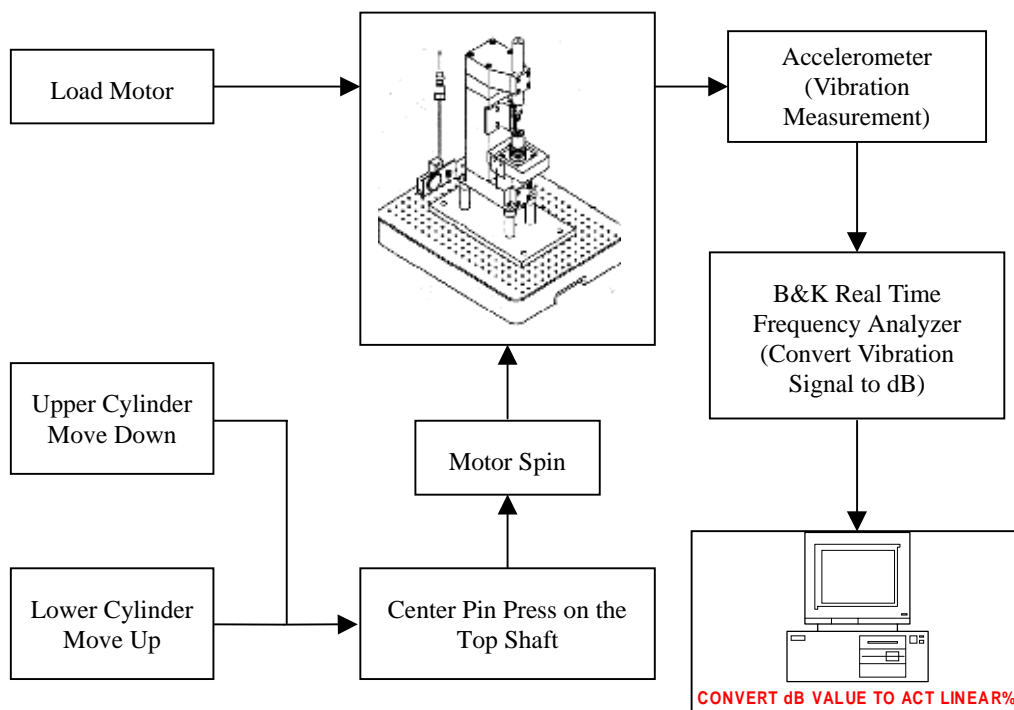 Load Motor
Accelerometer
(Vibration
Measurement)
B&K Real Time
Frequency Analyzer
(Convert Vibration
Signal to dB)
Upper Cylinder
Move Down
Motor Spin
Lower Cylinder
Move Up
Center Pin Press on the
Top Shaft
CONVERT dB VALUE TO ACT LINEAR%